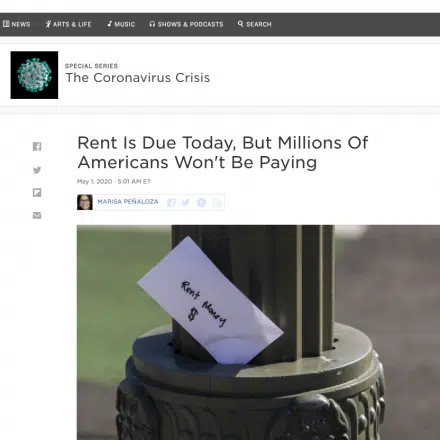 NEWS ARTS & LIFE MUSIC SHOWS & PODCASTS SEARCH
SPECIAL SERIES
The Coronavirus Crisis
Rent Is Due Today, But Millions Of
Americans Won't Be Paying
May 1, 2020 · 5:01 AM ET
MARISA PEÑALOZA
Rent Money
$